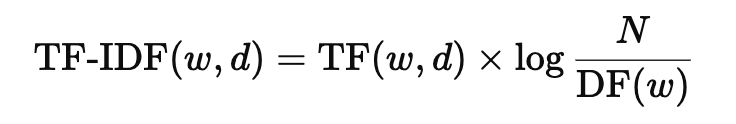 TF-IDF(w, d) = TF(w, d) × log N/DF(w)